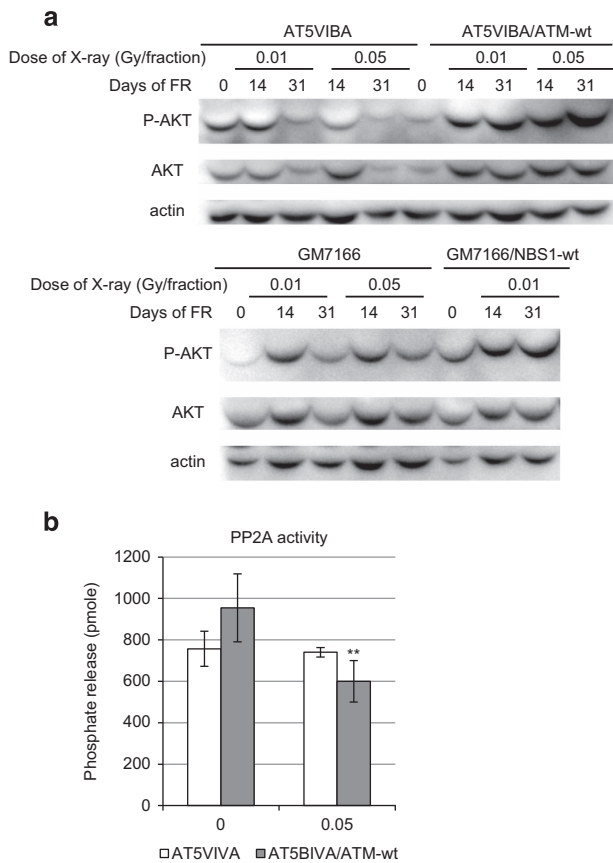 a
AT5VIBA AT5VIBA/ATM-wt
Dose of X-ray (Gy/fraction) 0.01 0.05 0.01 0.05
Days of FR 0 14 31 14 31 0 14 31 14 31
P-AKT
AKT
actin
GM7166 GM7166/NBS1-wt
Dose of X-ray (Gy/fraction) 0.01 0.05 0.01
Days of FR 0 14 31 14 31 0 14 31
P-AKT
AKT
actin
b
PP2A activity
Phosphate release (pmole)
1200
1000
800
600
400
200
0
**
0 0.05
AT5VIVA AT5BIVA/ATM-wt